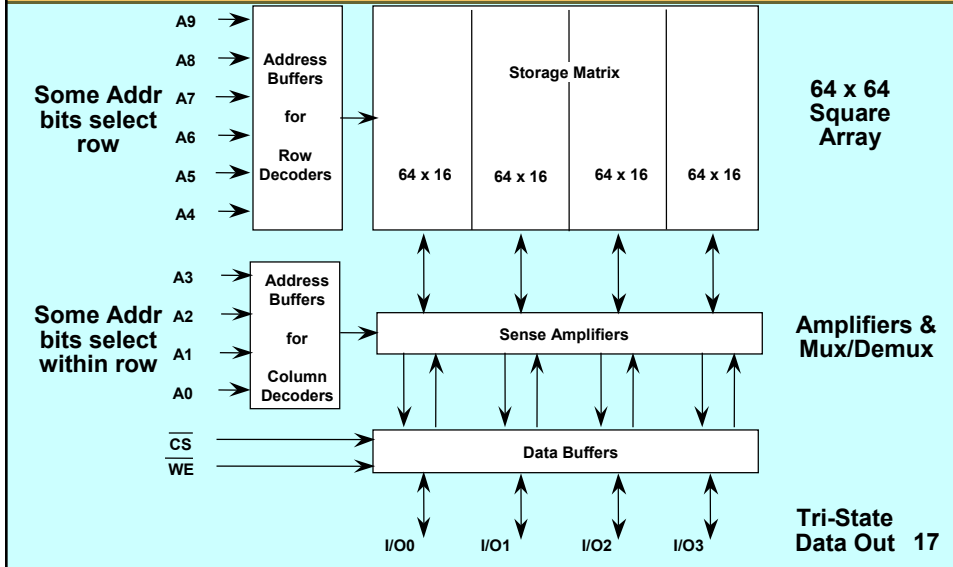 A9
A8
A7
A6
A5
A4
Some Addr
bits select
row
Address
Buffers
for
Row
Decoders
Storage Matrix
64 x 16
64 x 16
64 x 16
64 x 16
64 x 64
Square
Array
A3
A2
A1
A0
Some Addr
bits select
within row
Address
Buffers
for
Column
Decoders
Sense Amplifiers
Amplifiers &
Mux/Demux
CS
WE
Data Buffers
I/O0
I/O1
I/O2
I/O3
Tri-State
Data Out 17